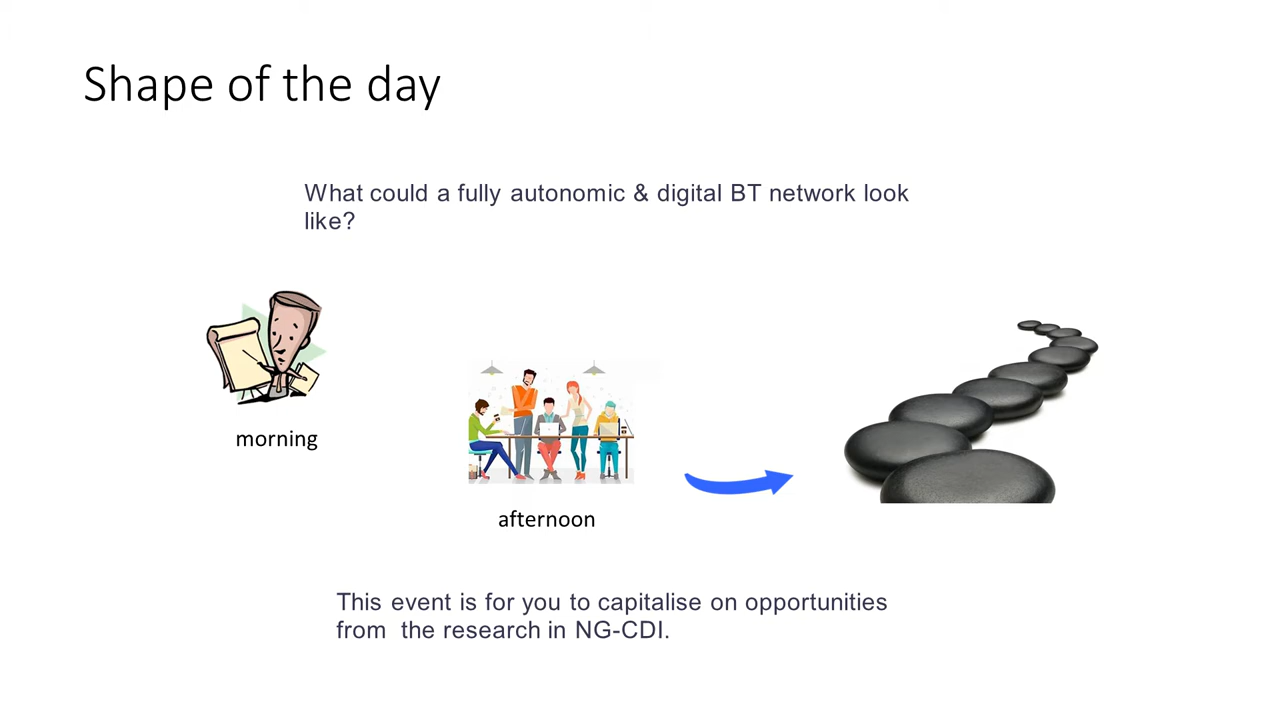 Shape of the day
What could a fully autonomic & digital BT network look
like?
morning
afternoon
This event is for you to capitalise on opportunities
from  the research in NG-CDI.